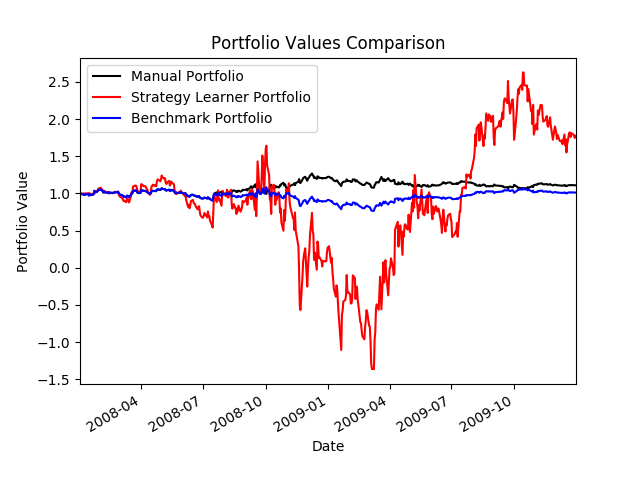 Portfolio Values Comparison
Manual Portfolio
Strategy Learner Portfolio
Benchmark Portfolio
Portfolio Value
2.5
2.0
1.5
1.0
0.5
0.0
−0.5
−1.0
−1.5
2008-04
2008-07
2008-10
2009-01
2009-04
2009-07
2009-10
Date